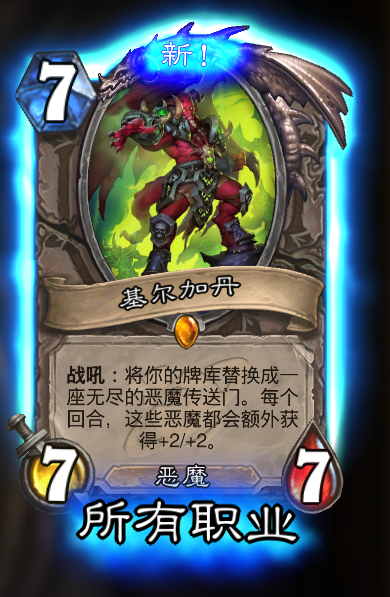 新！
7
基尔加丹
战吼：将你的牌库替换成一
座无尽的恶魔传送门。每个
回合，这些恶魔都会额外获
得+2/+2。
7
恶魔
7
所有职业